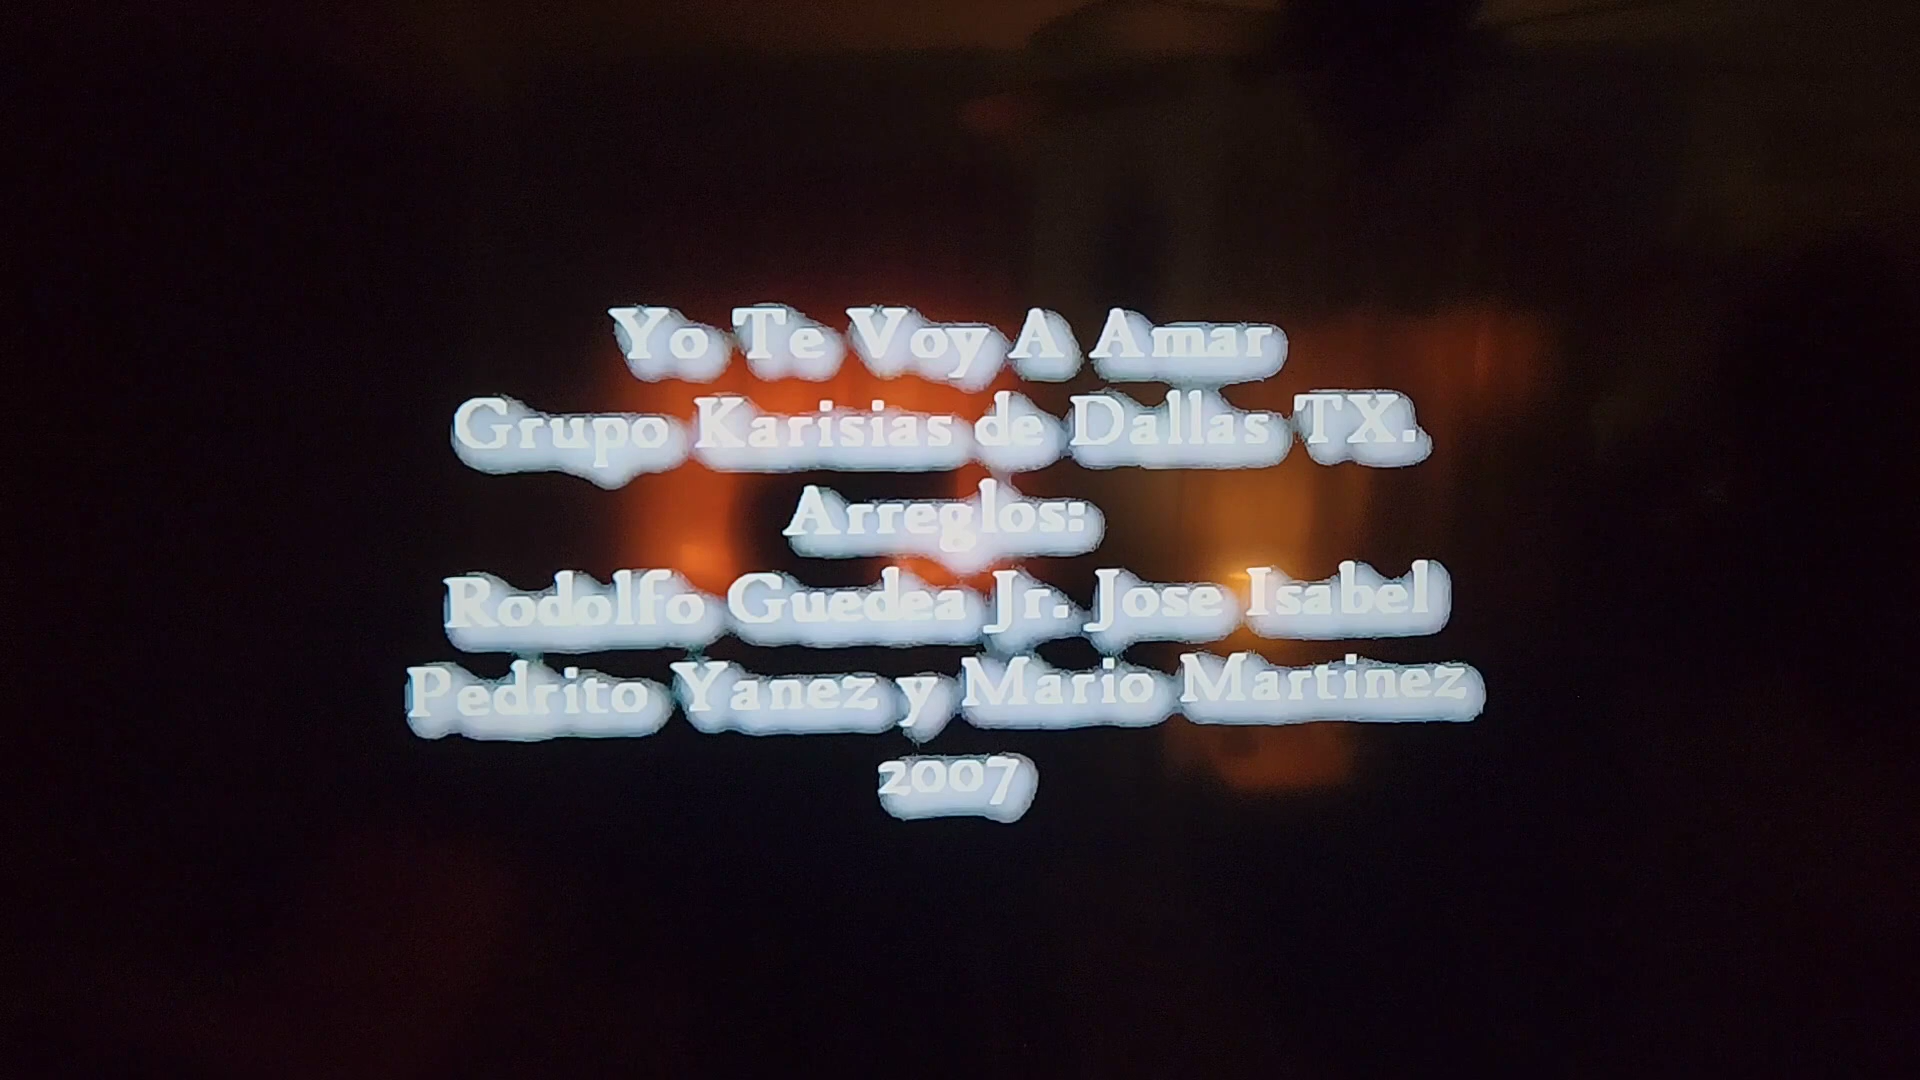 Yo Te Voy A Amar
Grupo Karisias de Dallas TX.
Arreglos:
Rodolfo Guedea Jr. Jose Isabel
Pedrito Yanez y Mario Martinez
2007